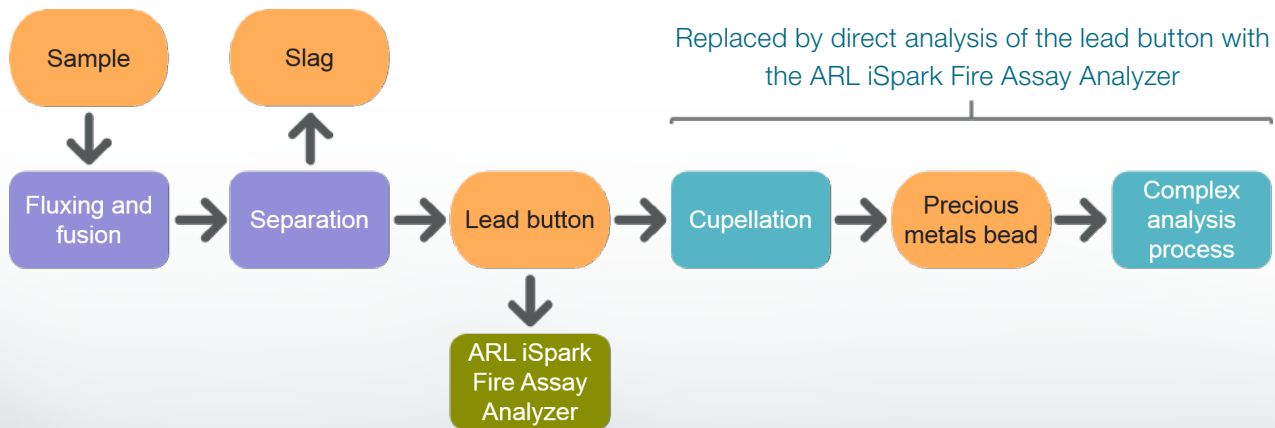 Sample
Slag
Replaced by direct analysis of the lead button with
the ARL iSpark Fire Assay Analyzer
Fluxing and
fusion
Separation
Lead button
Cupellation
Precious
metals bead
Complex
analysis
process
ARL iSpark
Fire Assay
Analyzer